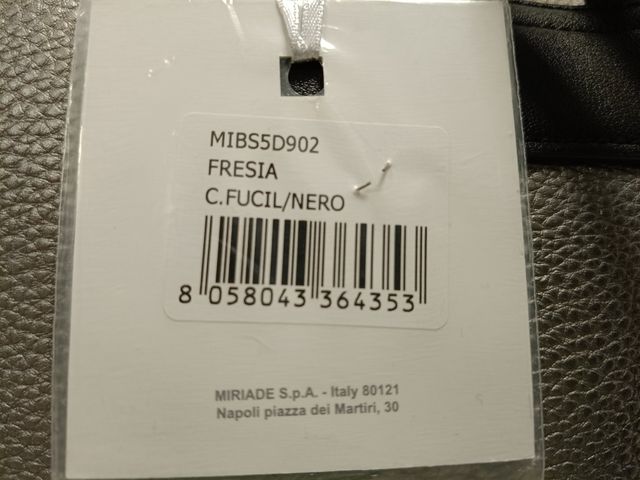 MIBS5D902
FRESIA
C.FUCIL/NERO
8 058043 364353
MIRIADE S.p.A. - Italy 80121
Napoli piazza dei Martiri, 30